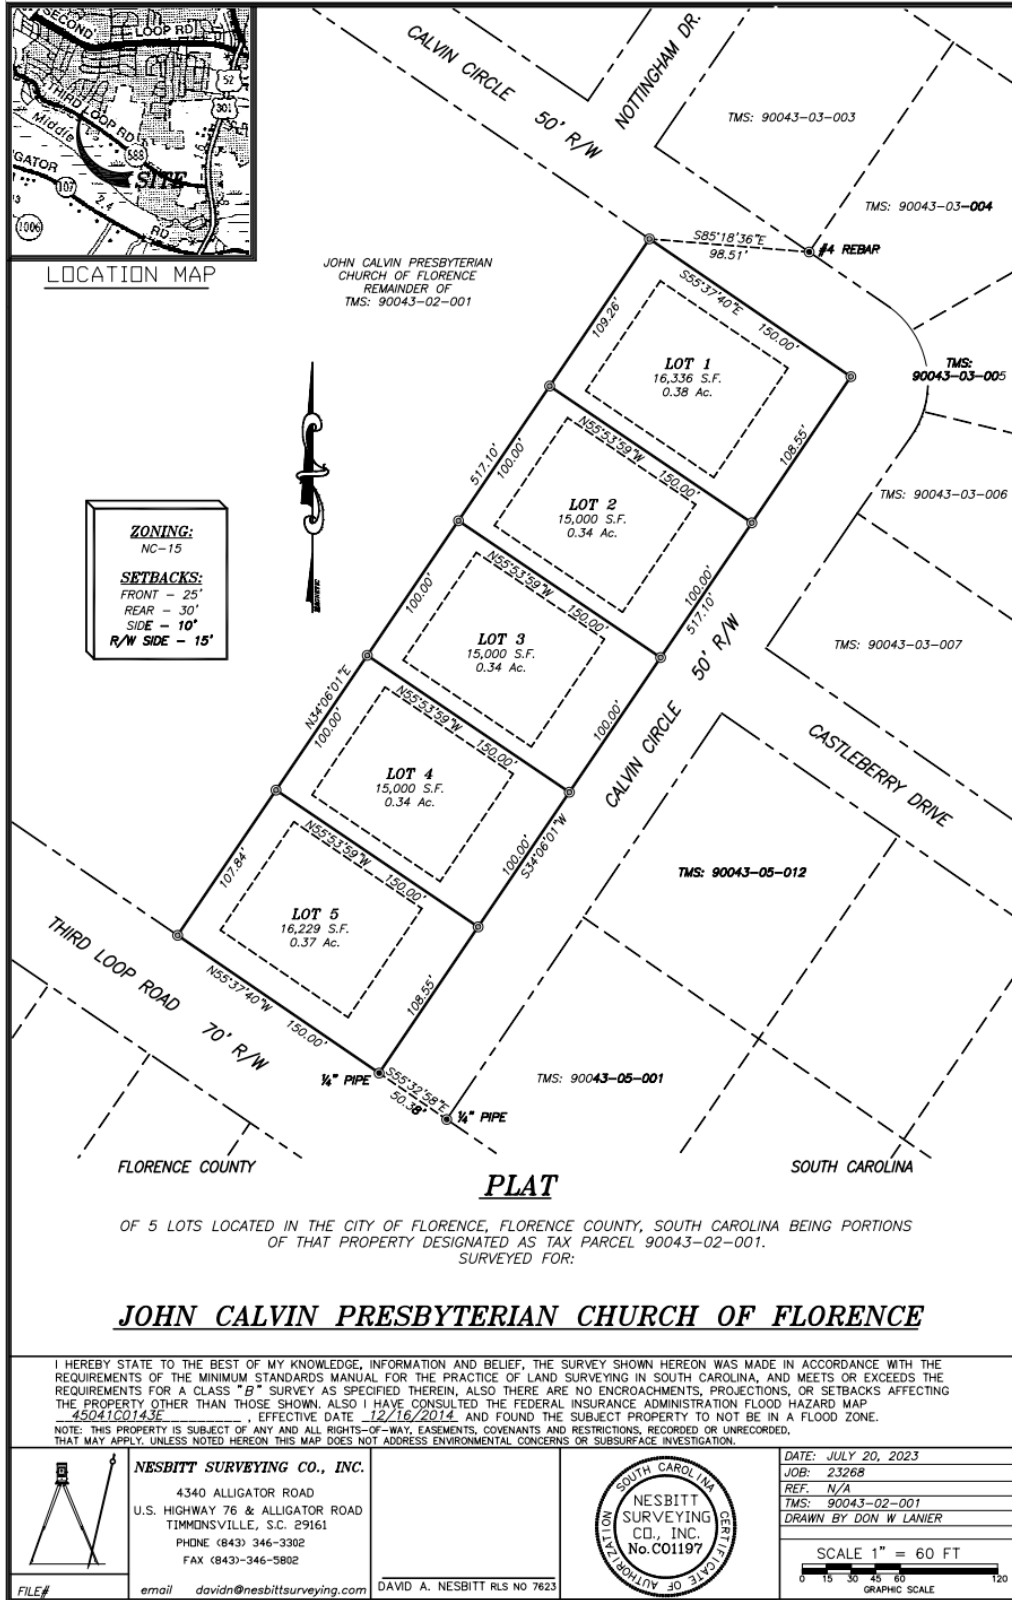 SECOND
LOOP RD
52
301
THIRD LOOP RD
Middle
588
SITE
GATOR
107
2.4
RD
13
1006
LOCATION MAP
CALVIN CIRCLE
50' R/W
NOTTINGHAM DR.
TMS: 90043-03-003
TMS: 90043-03-004
S85°18'36"E
98.51'
#4 REBAR
JOHN CALVIN PRESBYTERIAN
CHURCH OF FLORENCE
REMAINDER OF
TMS: 90043-02-001
S55°37'40"E
150.00'
109.26'
LOT 1
16,336 S.F.
0.38 Ac.
108.55'
TMS:
90043-03-005
N55°53'59"W
150.00'
517.10'
100.00'
LOT 2
15,000 S.F.
0.34 Ac.
100.00'
517.10'
TMS: 90043-03-006
ZONING:
NC-15
SETBACKS:
FRONT - 25'
REAR - 30'
SIDE - 10'
R/W SIDE - 15'
MAGNETIC
N55°53'59"W
150.00'
100.00'
LOT 3
15,000 S.F.
0.34 Ac.
100.00'
50' R/W
CALVIN CIRCLE
TMS: 90043-03-007
CASTLEBERRY DRIVE
N34°06'01"E
100.00'
N55°53'59"W
150.00'
LOT 4
15,000 S.F.
0.34 Ac.
100.00'
S34°06'01"W
TMS: 90043-05-012
107.84'
N55°53'59"W
150.00'
LOT 5
16,229 S.F.
0.37 Ac.
108.55'
THIRD LOOP ROAD
70' R/W
N55°37'40"W
150.00'
¼" PIPE
S55°32'58"E
50.38'
¼" PIPE
TMS: 90043-05-001
FLORENCE COUNTY
SOUTH CAROLINA
PLAT
OF 5 LOTS LOCATED IN THE CITY OF FLORENCE, FLORENCE COUNTY, SOUTH CAROLINA BEING PORTIONS
OF THAT PROPERTY DESIGNATED AS TAX PARCEL 90043-02-001.
SURVEYED FOR:
JOHN CALVIN PRESBYTERIAN CHURCH OF FLORENCE
I HEREBY STATE TO THE BEST OF MY KNOWLEDGE, INFORMATION AND BELIEF, THE SURVEY SHOWN HEREON WAS MADE IN ACCORDANCE WITH THE
REQUIREMENTS OF THE MINIMUM STANDARDS MANUAL FOR THE PRACTICE OF LAND SURVEYING IN SOUTH CAROLINA, AND MEETS OR EXCEEDS THE
REQUIREMENTS FOR A CLASS "B" SURVEY AS SPECIFIED THEREIN, ALSO THERE ARE NO ENCROACHMENTS, PROJECTIONS, OR SETBACKS AFFECTING
THE PROPERTY OTHER THAN THOSE SHOWN. ALSO I HAVE CONSULTED THE FEDERAL INSURANCE ADMINISTRATION FLOOD HAZARD MAP
45041C0143E, EFFECTIVE DATE 12/16/2014 AND FOUND THE SUBJECT PROPERTY TO NOT BE IN A FLOOD ZONE.
NOTE: THIS PROPERTY IS SUBJECT OF ANY AND ALL RIGHTS-OF-WAY, EASEMENTS, COVENANTS AND RESTRICTIONS, RECORDED OR UNRECORDED,
THAT MAY APPLY. UNLESS NOTED HEREON THIS MAP DOES NOT ADDRESS ENVIRONMENTAL CONCERNS OR SUBSURFACE INVESTIGATION.
FILE#
NESBITT SURVEYING CO., INC.
4340 ALLIGATOR ROAD
U.S. HIGHWAY 76 & ALLIGATOR ROAD
TIMMONSVILLE, S.C. 29161
PHONE (843) 346-3302
FAX (843)-346-5802
email davidn@nesbittsurveying.com
DAVID A. NESBITT RLS NO 7623
SOUTH CAROLINA
CERTIFICATE OF AUTHORIZATION
NESBITT
SURVEYING
CO., INC.
No.C01197
DATE: JULY 20, 2023
JOB: 23268
REF. N/A
TMS: 90043-02-001
DRAWN BY DON W LANIER
SCALE 1" = 60 FT
0 15 30 45 60 120
GRAPHIC SCALE